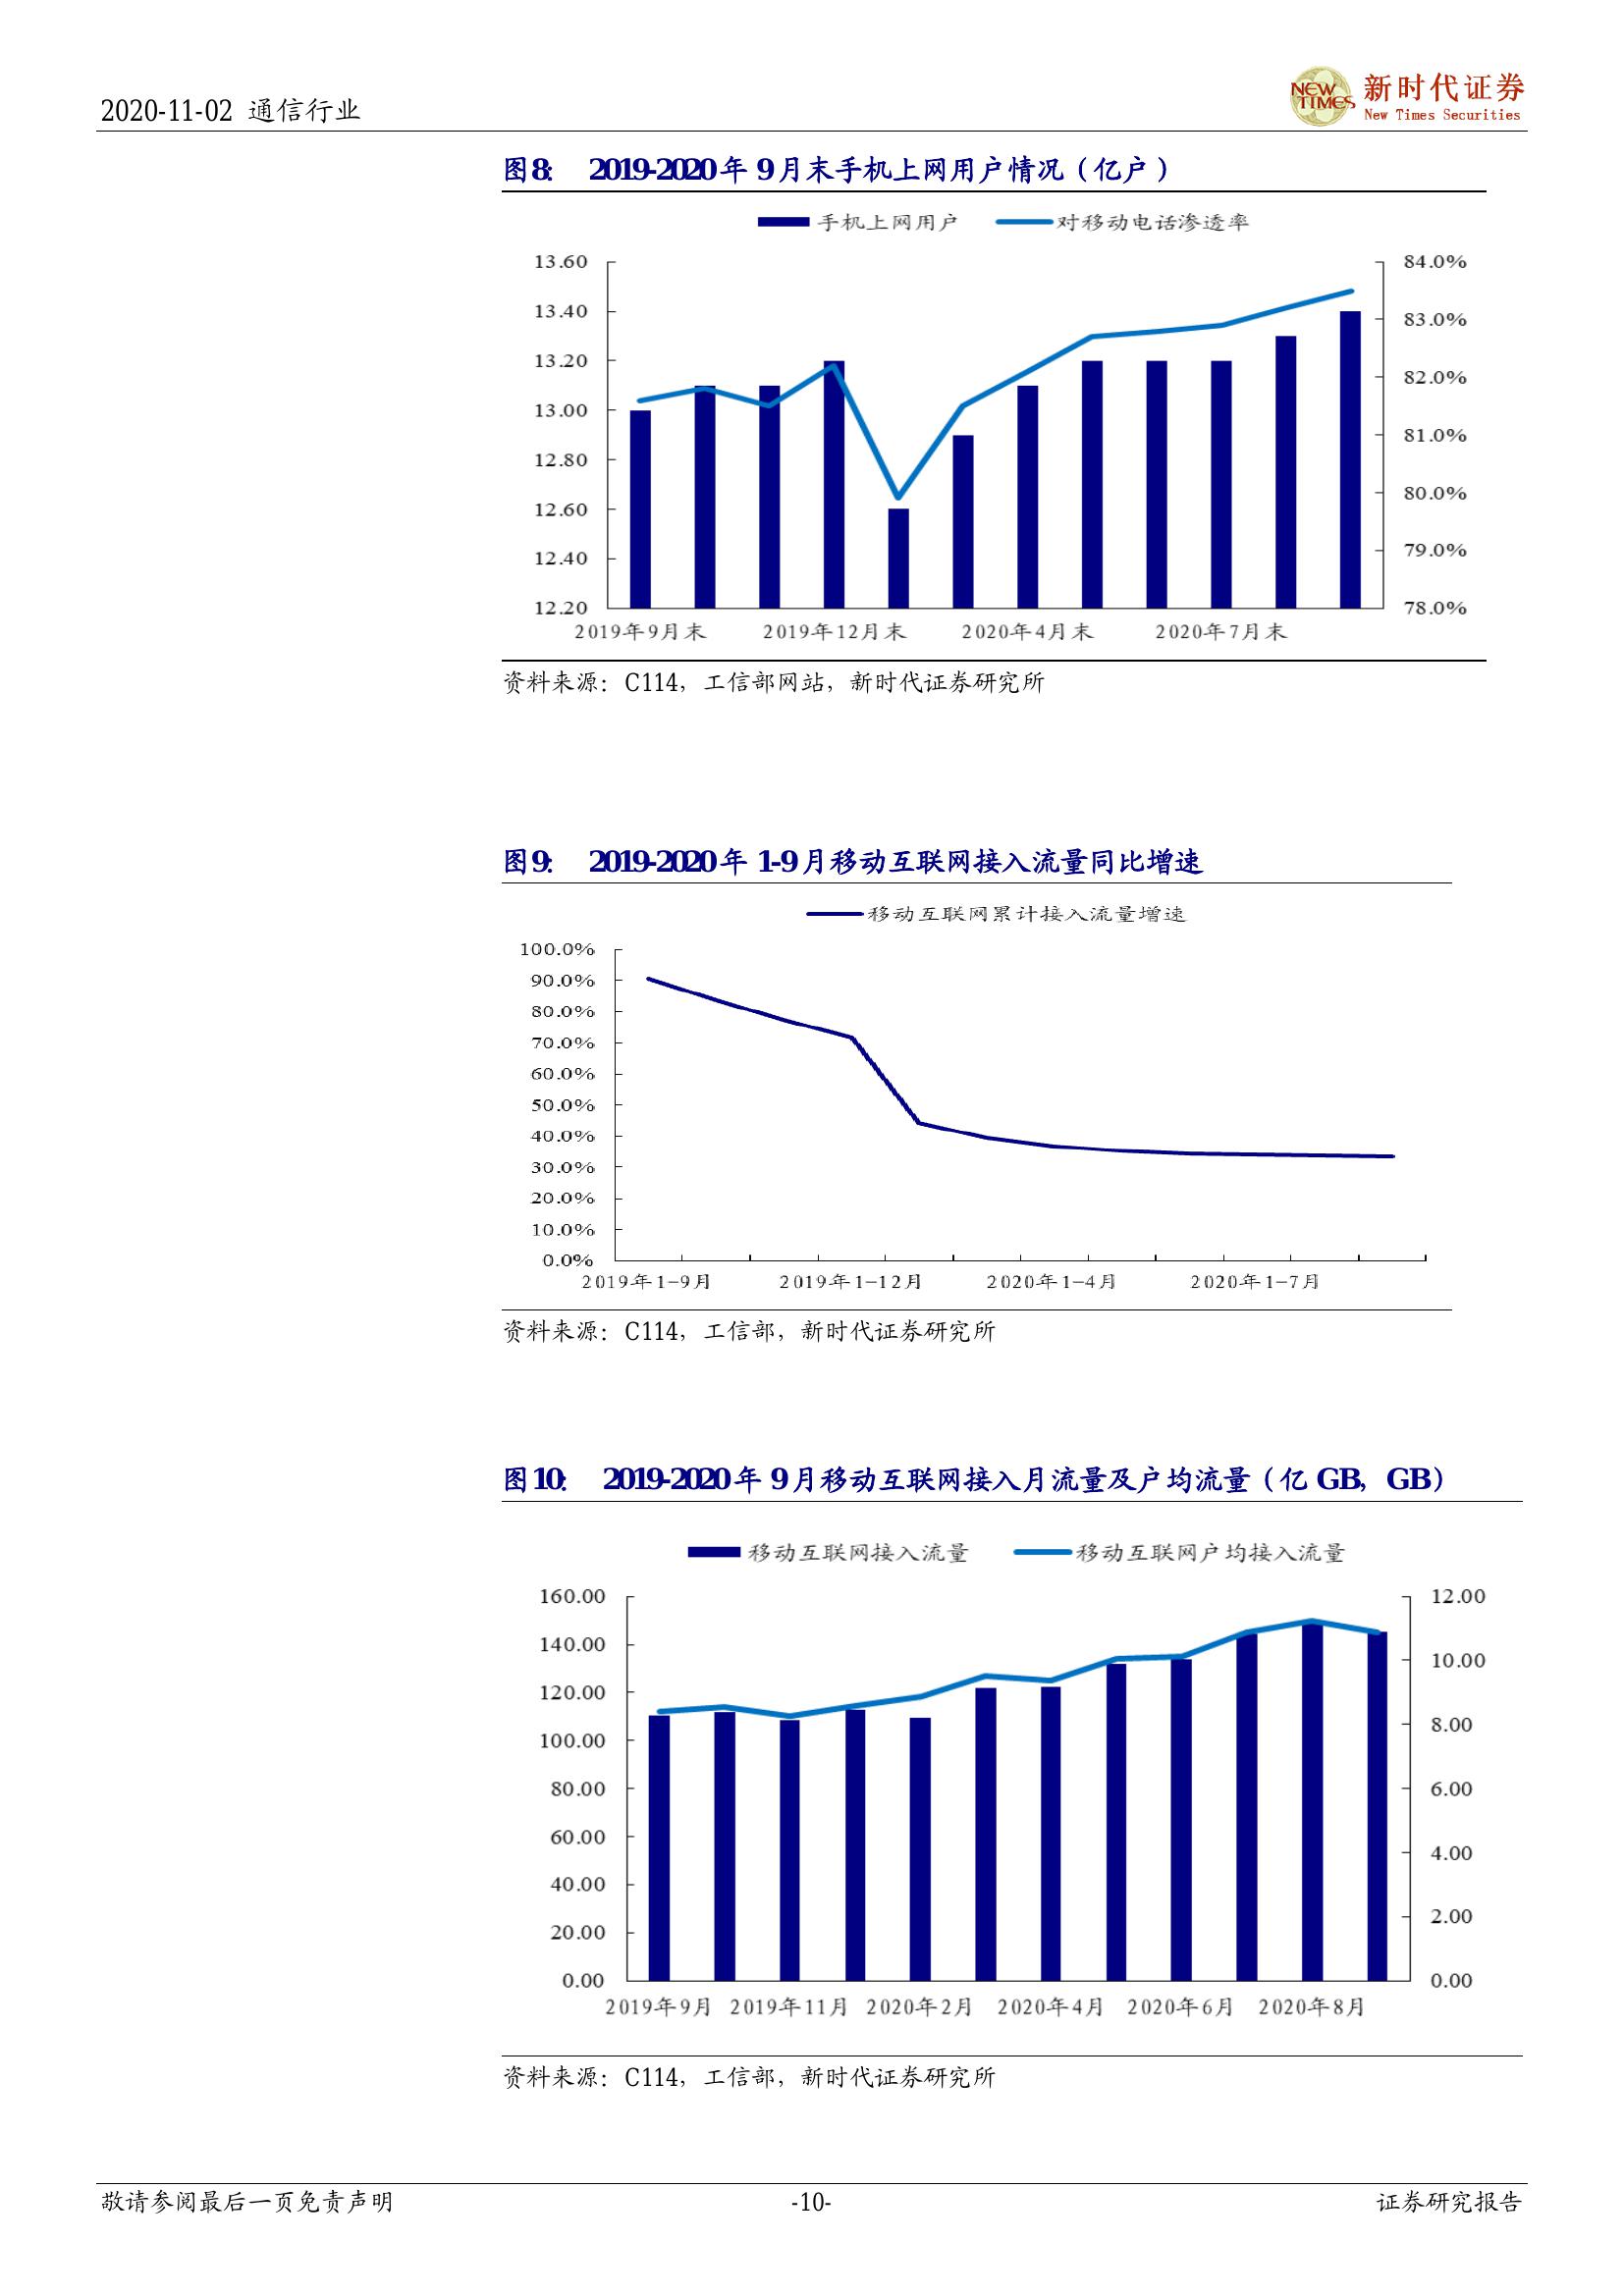 2020-11-02 通信行业
NEW TIMES
新时代证券
New Times Securities
图8: 2019-2020年9月末手机上网用户情况（亿户）
手机上网用户 对移动电话渗透率
13.60 84.0%
13.40 83.0%
13.20 82.0%
13.00 81.0%
12.80 80.0%
12.60 79.0%
12.40 78.0%
12.20
2019年9月末 2019年12月末 2020年4月末 2020年7月末
资料来源：C114，工信部网站，新时代证券研究所
图9: 2019-2020年1-9月移动互联网接入流量同比增速
移动互联网累计接入流量增速
100.0%
90.0%
80.0%
70.0%
60.0%
50.0%
40.0%
30.0%
20.0%
10.0%
0.0%
2019年1-9月 2019年1-12月 2020年1-4月 2020年1-7月
资料来源：C114，工信部，新时代证券研究所
图10: 2019-2020年9月移动互联网接入月流量及户均流量（亿GB，GB）
移动互联网接入流量 移动互联网户均接入流量
160.00 12.00
140.00 10.00
120.00 8.00
100.00 6.00
80.00 4.00
60.00 2.00
40.00 0.00
20.00
0.00
2019年9月 2019年11月 2020年2月 2020年4月 2020年6月 2020年8月
资料来源：C114，工信部，新时代证券研究所
敬请参阅最后一页免责声明 -10- 证券研究报告